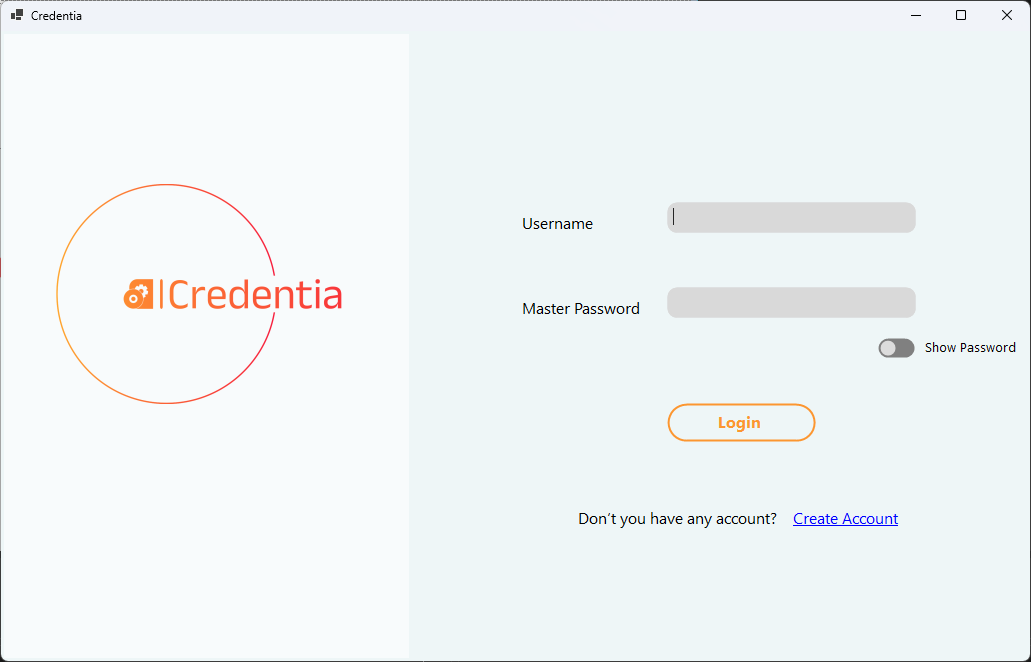 Credentia
Credentia
Username
Master Password
Show Password
Login
Don't you have any account? Create Account